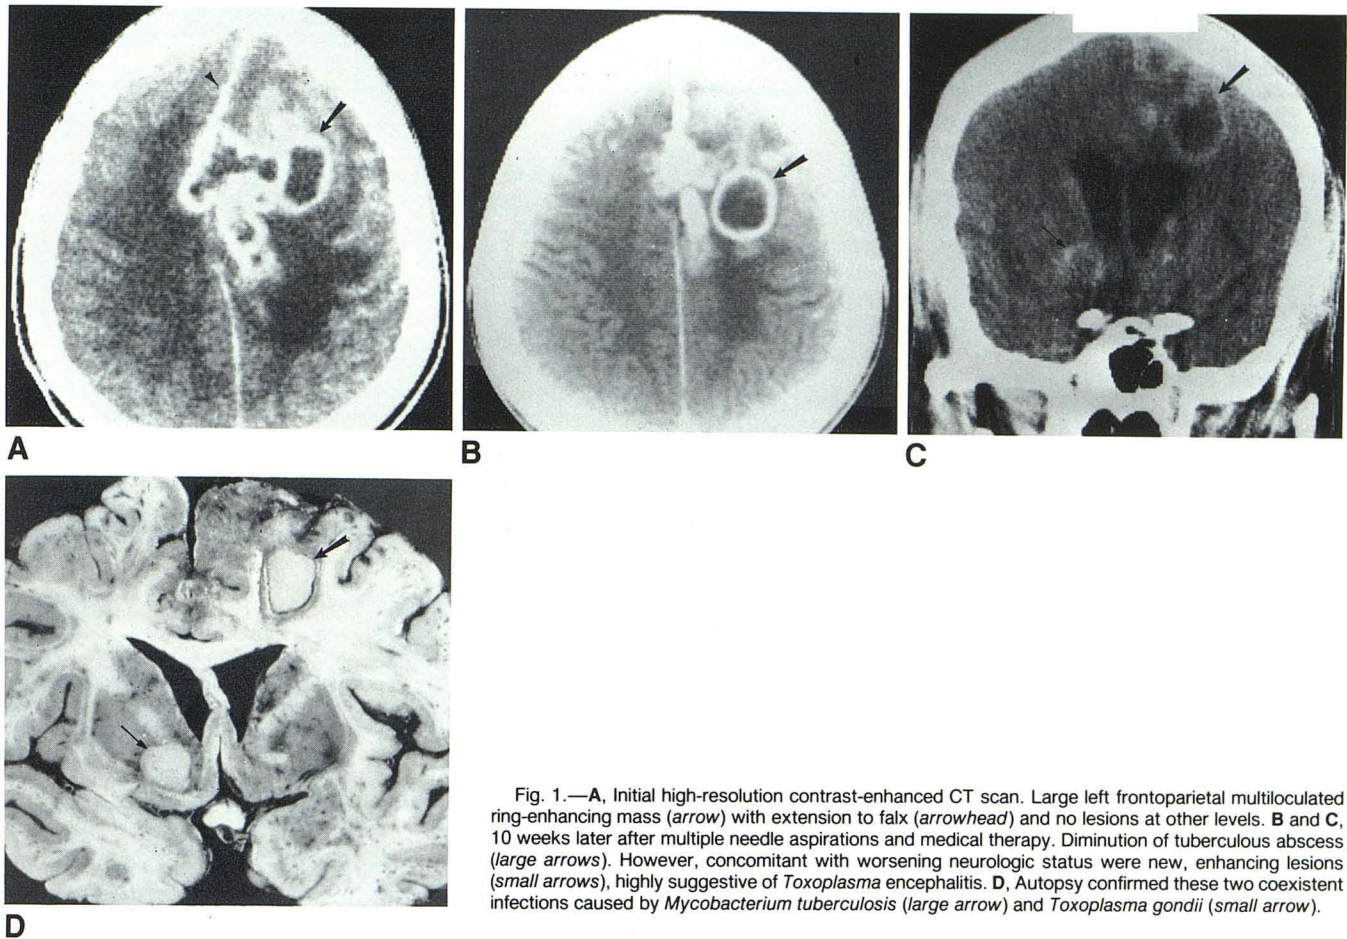 A
B
C
D
Fig. 1.—A, Initial high-resolution contrast-enhanced CT scan. Large left frontoparietal multiloculated
ring-enhancing mass (arrow) with extension to falx (arrowhead) and no lesions at other levels. B and C,
10 weeks later after multiple needle aspirations and medical therapy. Diminution of tuberculous abscess
(large arrows). However, concomitant with worsening neurologic status were new, enhancing lesions
(small arrows), highly suggestive of Toxoplasma encephalitis. D, Autopsy confirmed these two coexistent
infections caused by Mycobacterium tuberculosis (large arrow) and Toxoplasma gondii (small arrow).